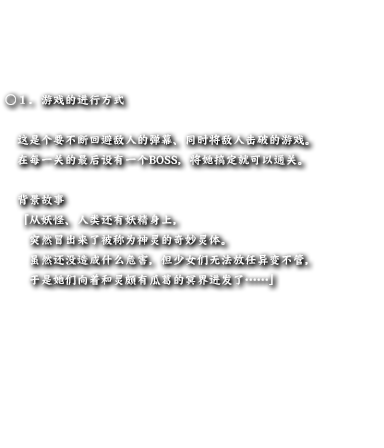 ○１．游戏的进行方式
这是个要不断回避敌人的弹幕、同时将敌人击破的游戏。
在每一关的最后设有一个BOSS，将她搞定就可以通关。
背景故事
「从妖怪、人类还有妖精身上，
突然冒出来了被称为神灵的奇妙灵体。
虽然还没造成什么危害，但少女们无法放任异变不管，
于是她们向着和灵颇有瓜葛的冥界进发了……」